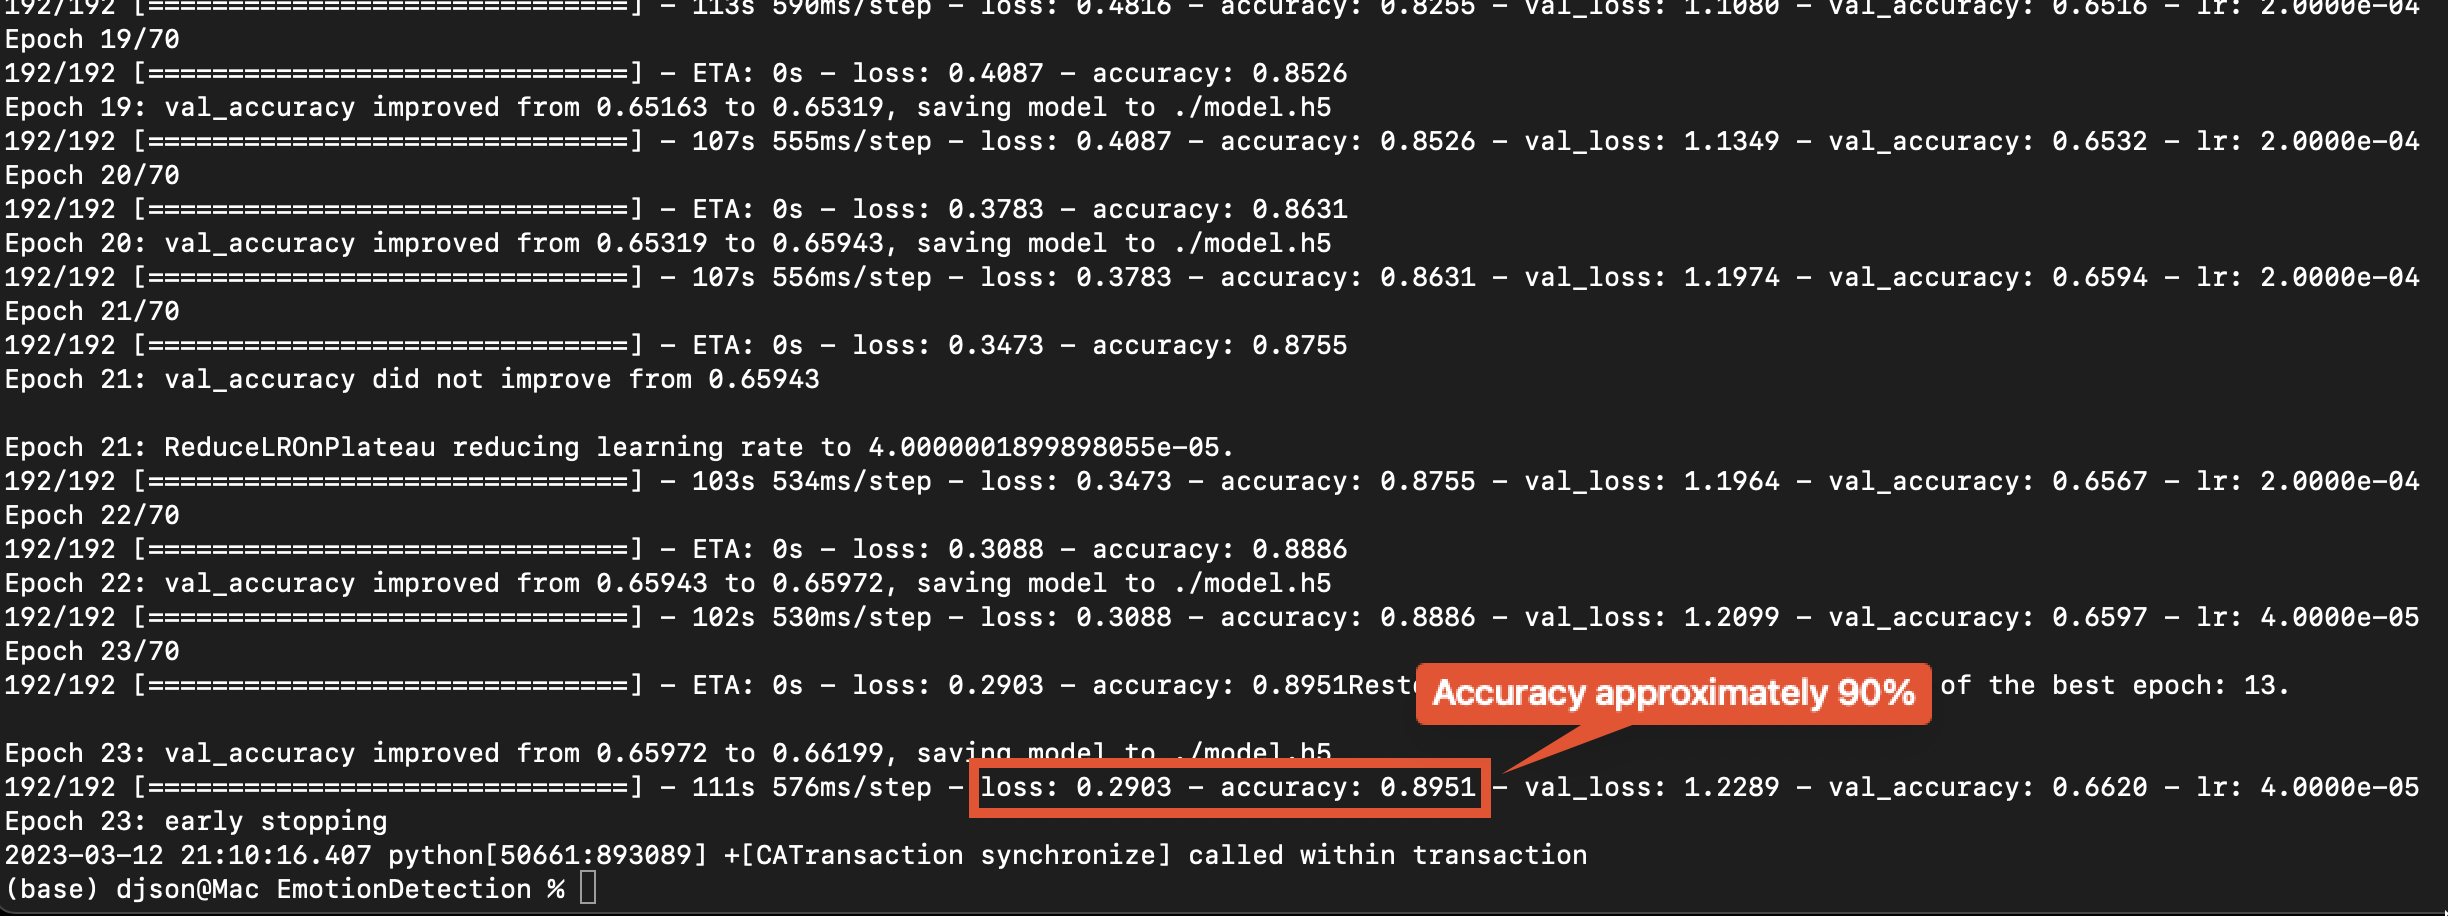 192/192 [==============================] - 113s 590ms/step - loss: 0.4816 - accuracy: 0.8255 - val_loss: 1.1080 - val_accuracy: 0.6516 - lr: 2.0000e-04
Epoch 19/70
192/192 [==============================] - ETA: 0s - loss: 0.4087 - accuracy: 0.8526
Epoch 19: val_accuracy improved from 0.65163 to 0.65319, saving model to ./model.h5
192/192 [==============================] - 107s 555ms/step - loss: 0.4087 - accuracy: 0.8526 - val_loss: 1.1349 - val_accuracy: 0.6532 - lr: 2.0000e-04
Epoch 20/70
192/192 [==============================] - ETA: 0s - loss: 0.3783 - accuracy: 0.8631
Epoch 20: val_accuracy improved from 0.65319 to 0.65943, saving model to ./model.h5
192/192 [==============================] - 107s 556ms/step - loss: 0.3783 - accuracy: 0.8631 - val_loss: 1.1974 - val_accuracy: 0.6594 - lr: 2.0000e-04
Epoch 21/70
192/192 [==============================] - ETA: 0s - loss: 0.3473 - accuracy: 0.8755
Epoch 21: val_accuracy did not improve from 0.65943
Epoch 21: ReduceLROnPlateau reducing learning rate to 4.0000001899898055e-05.
192/192 [==============================] - 103s 534ms/step - loss: 0.3473 - accuracy: 0.8755 - val_loss: 1.1964 - val_accuracy: 0.6567 - lr: 2.0000e-04
Epoch 22/70
192/192 [==============================] - ETA: 0s - loss: 0.3088 - accuracy: 0.8886
Epoch 22: val_accuracy improved from 0.65943 to 0.65972, saving model to ./model.h5
192/192 [==============================] - 102s 530ms/step - loss: 0.3088 - accuracy: 0.8886 - val_loss: 1.2099 - val_accuracy: 0.6597 - lr: 4.0000e-05
Epoch 23/70
192/192 [==============================] - ETA: 0s - loss: 0.2903 - accuracy: 0.8951Rest of the best epoch: 13.
Accuracy approximately 90%
Epoch 23: val_accuracy improved from 0.65972 to 0.66199, saving model to ./model.h5
192/192 [==============================] - 111s 576ms/step - loss: 0.2903 - accuracy: 0.8951 - val_loss: 1.2289 - val_accuracy: 0.6620 - lr: 4.0000e-05
Epoch 23: early stopping
2023-03-12 21:10:16.407 python[50661:893089] +[CATransaction synchronize] called within transaction
(base) djson@Mac EmotionDetection %